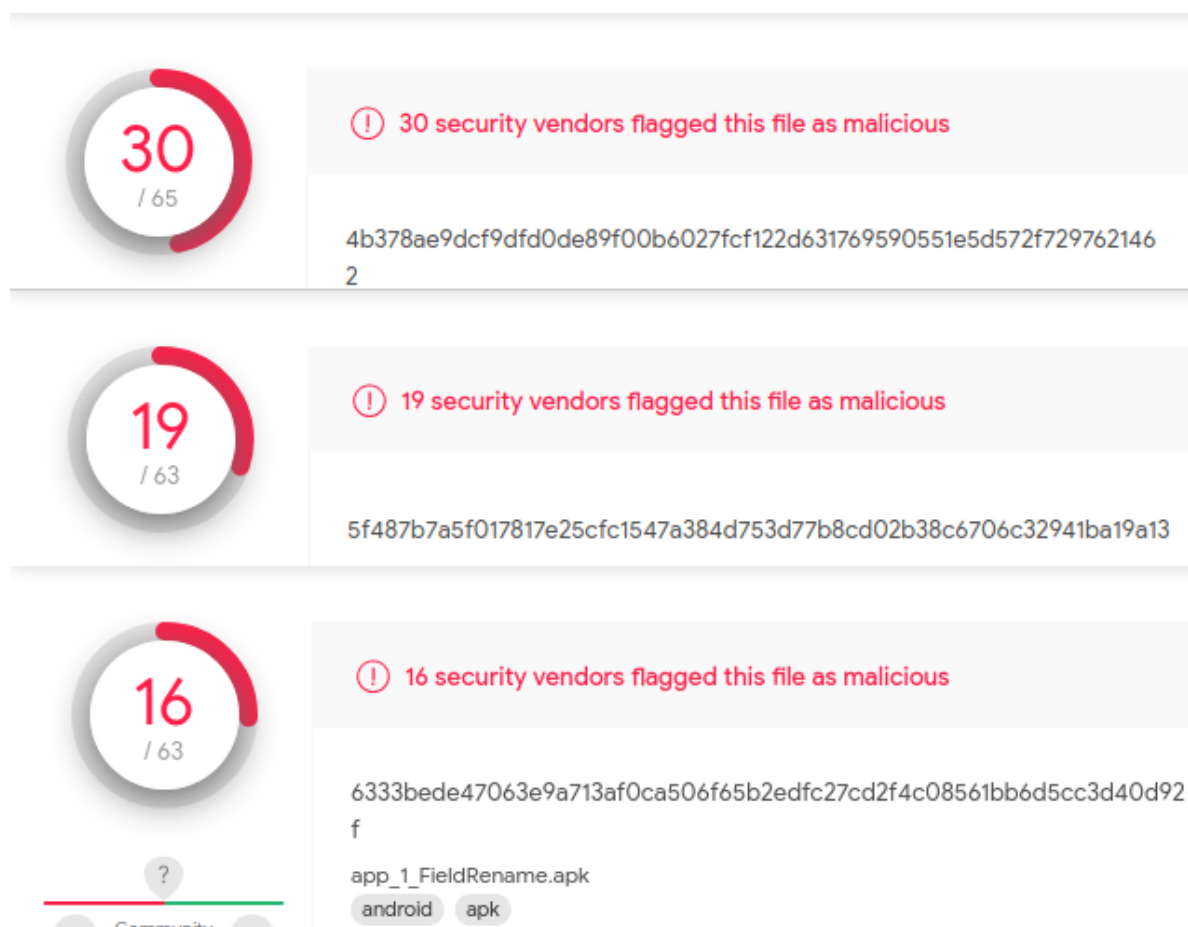 30
/ 65
30 security vendors flagged this file as malicious
4b378ae9dcf9dfd0de89f00b6027fcf122d631769590551e5d572f729762146
2
19
/ 63
19 security vendors flagged this file as malicious
5f487b7a5f017817e25cfc1547a384d753d77b8cd02b38c6706c32941ba19a13
16
/ 63
16 security vendors flagged this file as malicious
6333bede47063e9a713af0ca506f65b2edfc27cd2f4c08561bb6d5cc3d40d92
f
?
app_1_FieldRename.apk
android apk
Community